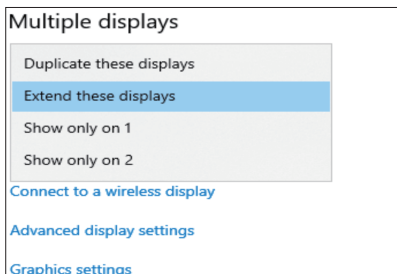 Multiple displays
Duplicate these displays
Extend these displays
Show only on 1
Show only on 2
Connect to a wireless display
Advanced display settings
Graphics settings